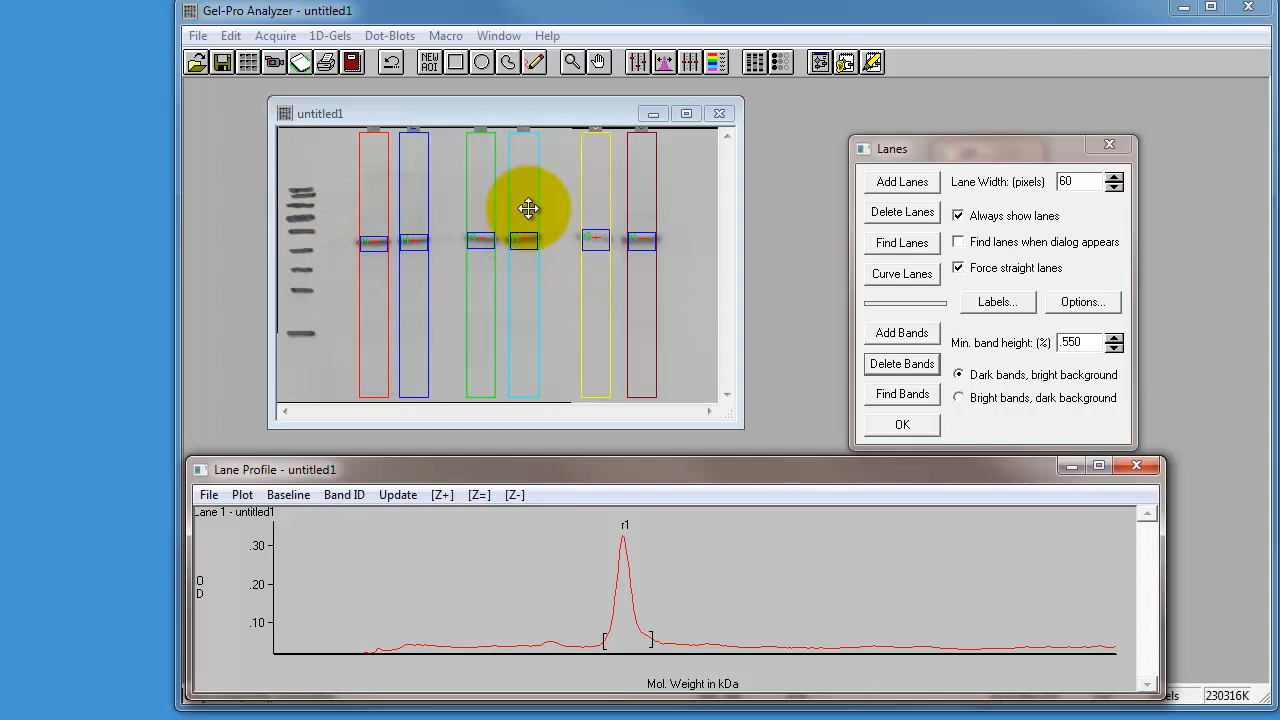 Gel-Pro Analyzer - untitled1
File Edit Acquire 1D-Gels Dot-Blots Macro Window Help
NEW AOI
untitled1
Lanes
Add Lanes Lane Width: (pixels) 60
Delete Lanes Always show lanes
Find Lanes Find lanes when dialog appears
Curve Lanes Force straight lanes
Labels... Options...
Add Bands Min. band height: (%) .550
Delete Bands Dark bands, bright background
Find Bands Bright bands, dark background
OK
Lane Profile - untitled1
File Plot Baseline Band ID Update [Z+] [Z=] [Z-]
Lane 1 - untitled1
r1
.30
.20
.10
O
D
Mol. Weight in kDa
230316K